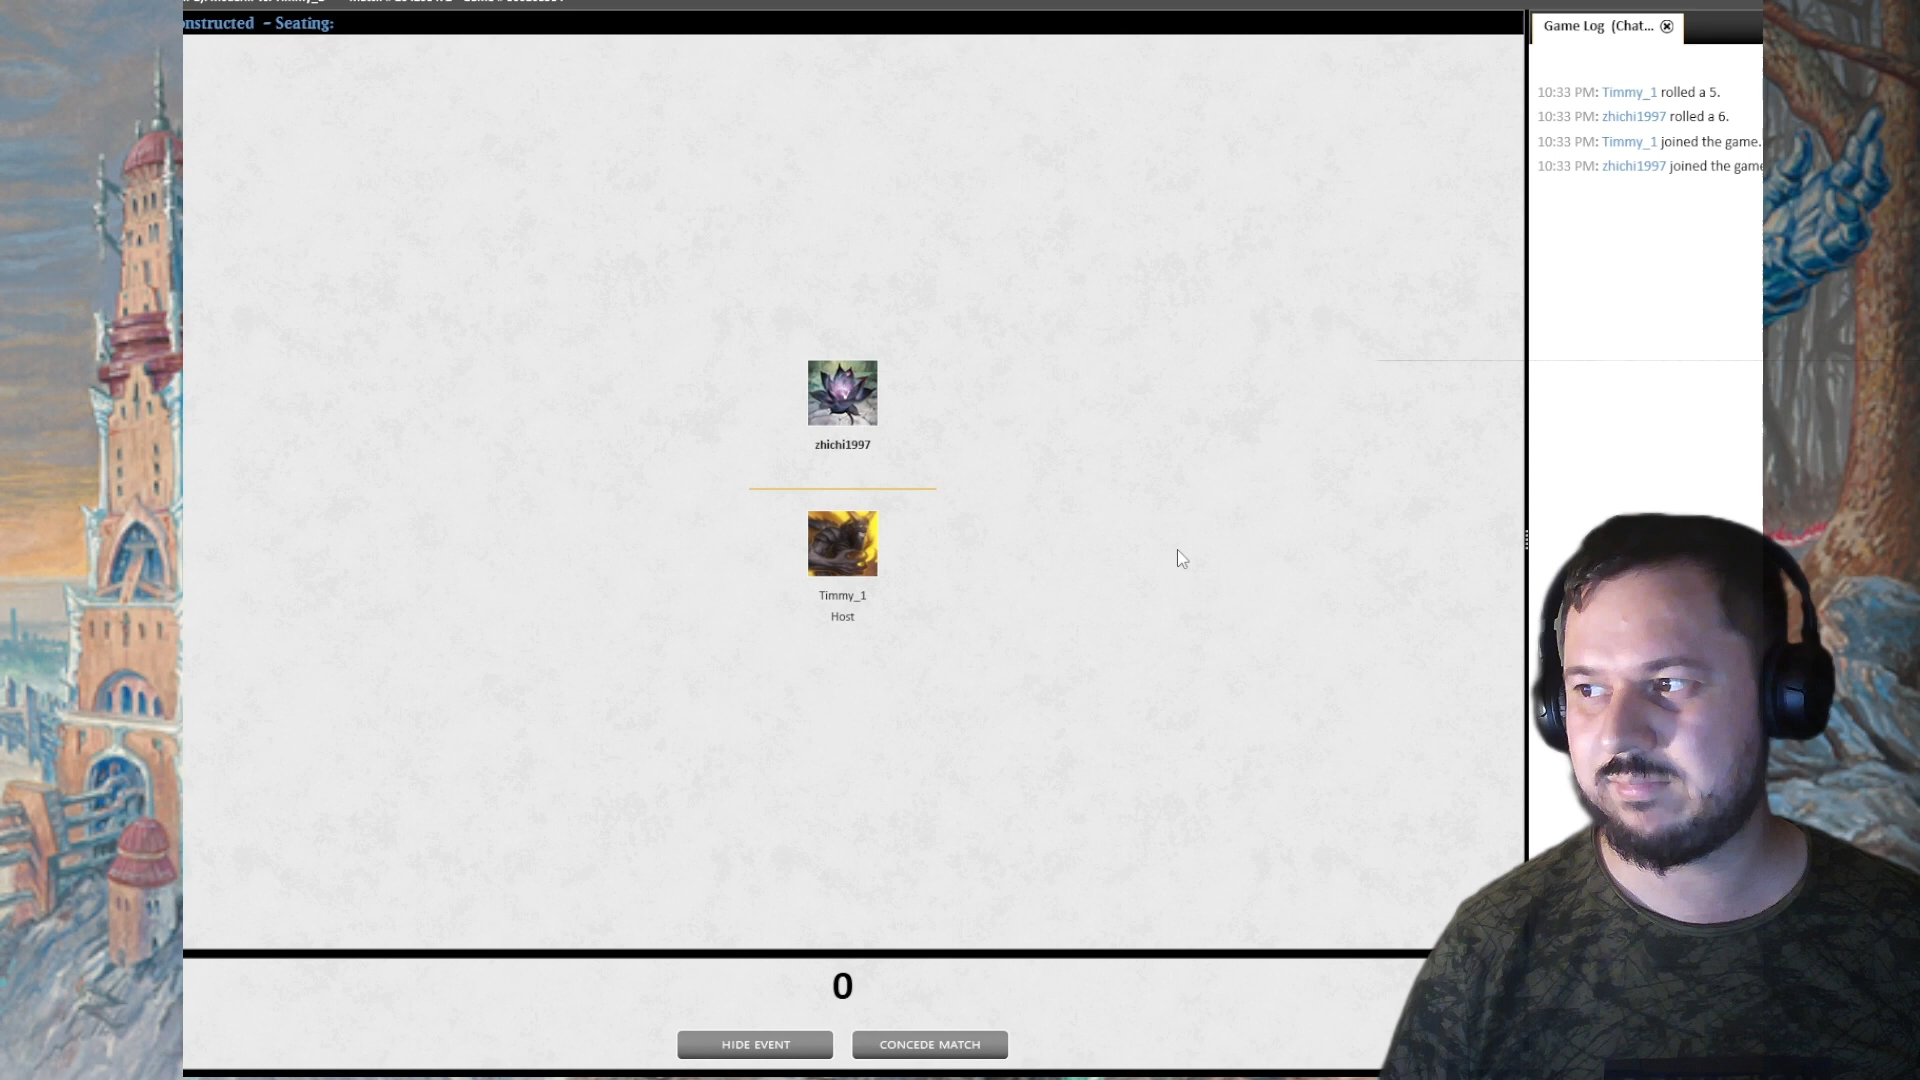 onstructed - Seating:
Game Log (Chat...
10:33 PM: Timmy_1 rolled a 5.
10:33 PM: zhichi1997 rolled a 6.
10:33 PM: Timmy_1 joined the game.
10:33 PM: zhichi1997 joined the game
zhichi1997
Timmy_1
Host
0
HIDE EVENT
CONCEDE MATCH